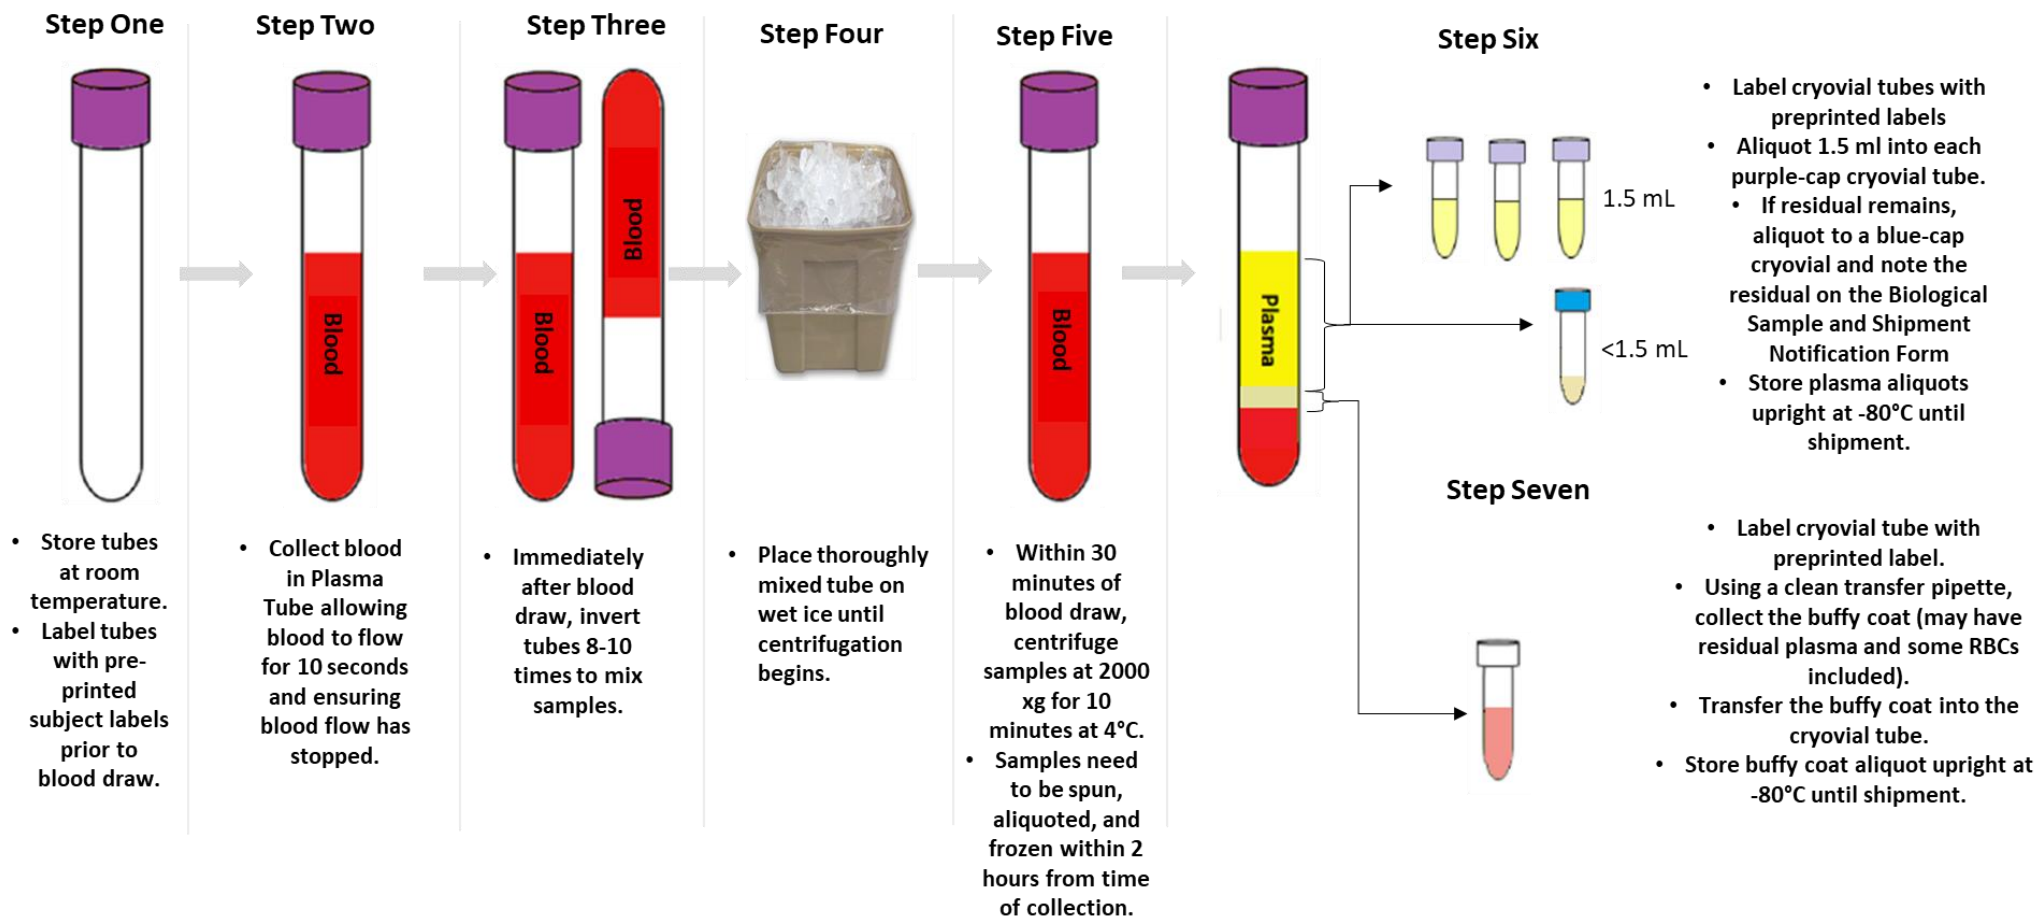 Step One
• Store tubes
at room
temperature.
• Label tubes
with pre-
printed
subject labels
prior to
blood draw.
Step Two
Blood
• Collect blood
in Plasma
Tube allowing
blood to flow
for 10 seconds
and ensuring
blood flow has
stopped.
Step Three
Blood
Blood
• Immediately
after blood
draw, invert
tubes 8-10
times to mix
samples.
Step Four
• Place thoroughly
mixed tube on
wet ice until
centrifugation
begins.
Step Five
Blood
• Within 30
minutes of
blood draw,
centrifuge
samples at 2000
xg for 10
minutes at 4°C.
• Samples need
to be spun,
aliquoted, and
frozen within 2
hours from time
of collection.
Plasma
Step Six
1.5 mL
<1.5 mL
• Label cryovial tubes with
preprinted labels
• Aliquot 1.5 ml into each
purple-cap cryovial tube.
• If residual remains,
aliquot to a blue-cap
cryovial and note the
residual on the Biological
Sample and Shipment
Notification Form
• Store plasma aliquots
upright at -80°C until
shipment.
Step Seven
• Label cryovial tube with
preprinted label.
• Using a clean transfer pipette,
collect the buffy coat (may have
residual plasma and some RBCs
included).
• Transfer the buffy coat into the
cryovial tube.
• Store buffy coat aliquot upright at
-80°C until shipment.